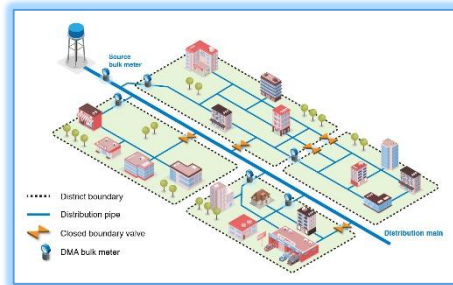 Source
bulk meter
District boundary
Distribution pipe
Closed boundary valve
DMA bulk meter
Distribution main